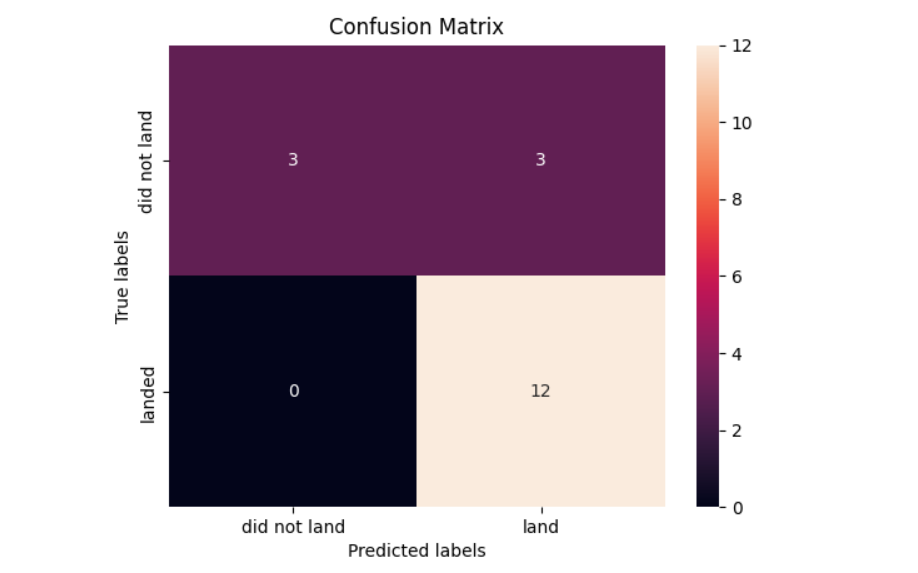 Confusion Matrix
True labels
did not land
landed
3
3
0
12
did not land
land
Predicted labels
12
10
8
6
4
2
0